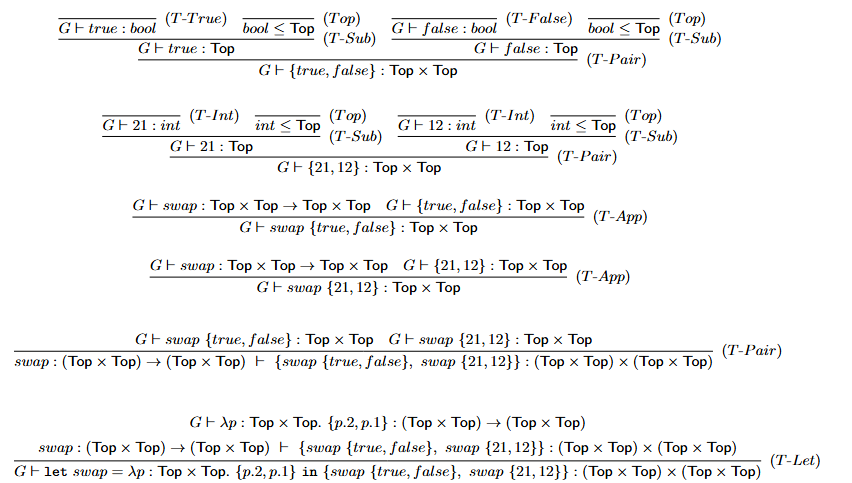 (T-True) (Top) (T-False) (Top)
G ⊢ true : bool bool ≤ Top (T-Sub) G ⊢ false : bool bool ≤ Top (T-Sub)
G ⊢ true : Top G ⊢ false : Top (T-Pair)
G ⊢ {true, false} : Top × Top
(T-Int) (Top) (T-Int) (Top)
G ⊢ 21 : int int ≤ Top (T-Sub) G ⊢ 12 : int int ≤ Top (T-Sub)
G ⊢ 21 : Top G ⊢ 12 : Top (T-Pair)
G ⊢ {21, 12} : Top × Top
G ⊢ swap : Top × Top → Top × Top G ⊢ {true, false} : Top × Top (T-App)
G ⊢ swap {true, false} : Top × Top
G ⊢ swap : Top × Top → Top × Top G ⊢ {21, 12} : Top × Top (T-App)
G ⊢ swap {21, 12} : Top × Top
G ⊢ swap {true, false} : Top × Top G ⊢ swap {21, 12} : Top × Top (T-Pair)
swap : (Top × Top) → (Top × Top) ⊢ {swap {true, false}, swap {21, 12}} : (Top × Top) × (Top × Top)
G ⊢ λp : Top × Top. {p.2, p.1} : (Top × Top) → (Top × Top)
swap : (Top × Top) → (Top × Top) ⊢ {swap {true, false}, swap {21, 12}} : (Top × Top) × (Top × Top) (T-Let)
G ⊢ let swap = λp : Top × Top. {p.2, p.1} in {swap {true, false}, swap {21, 12}} : (Top × Top) × (Top × Top)